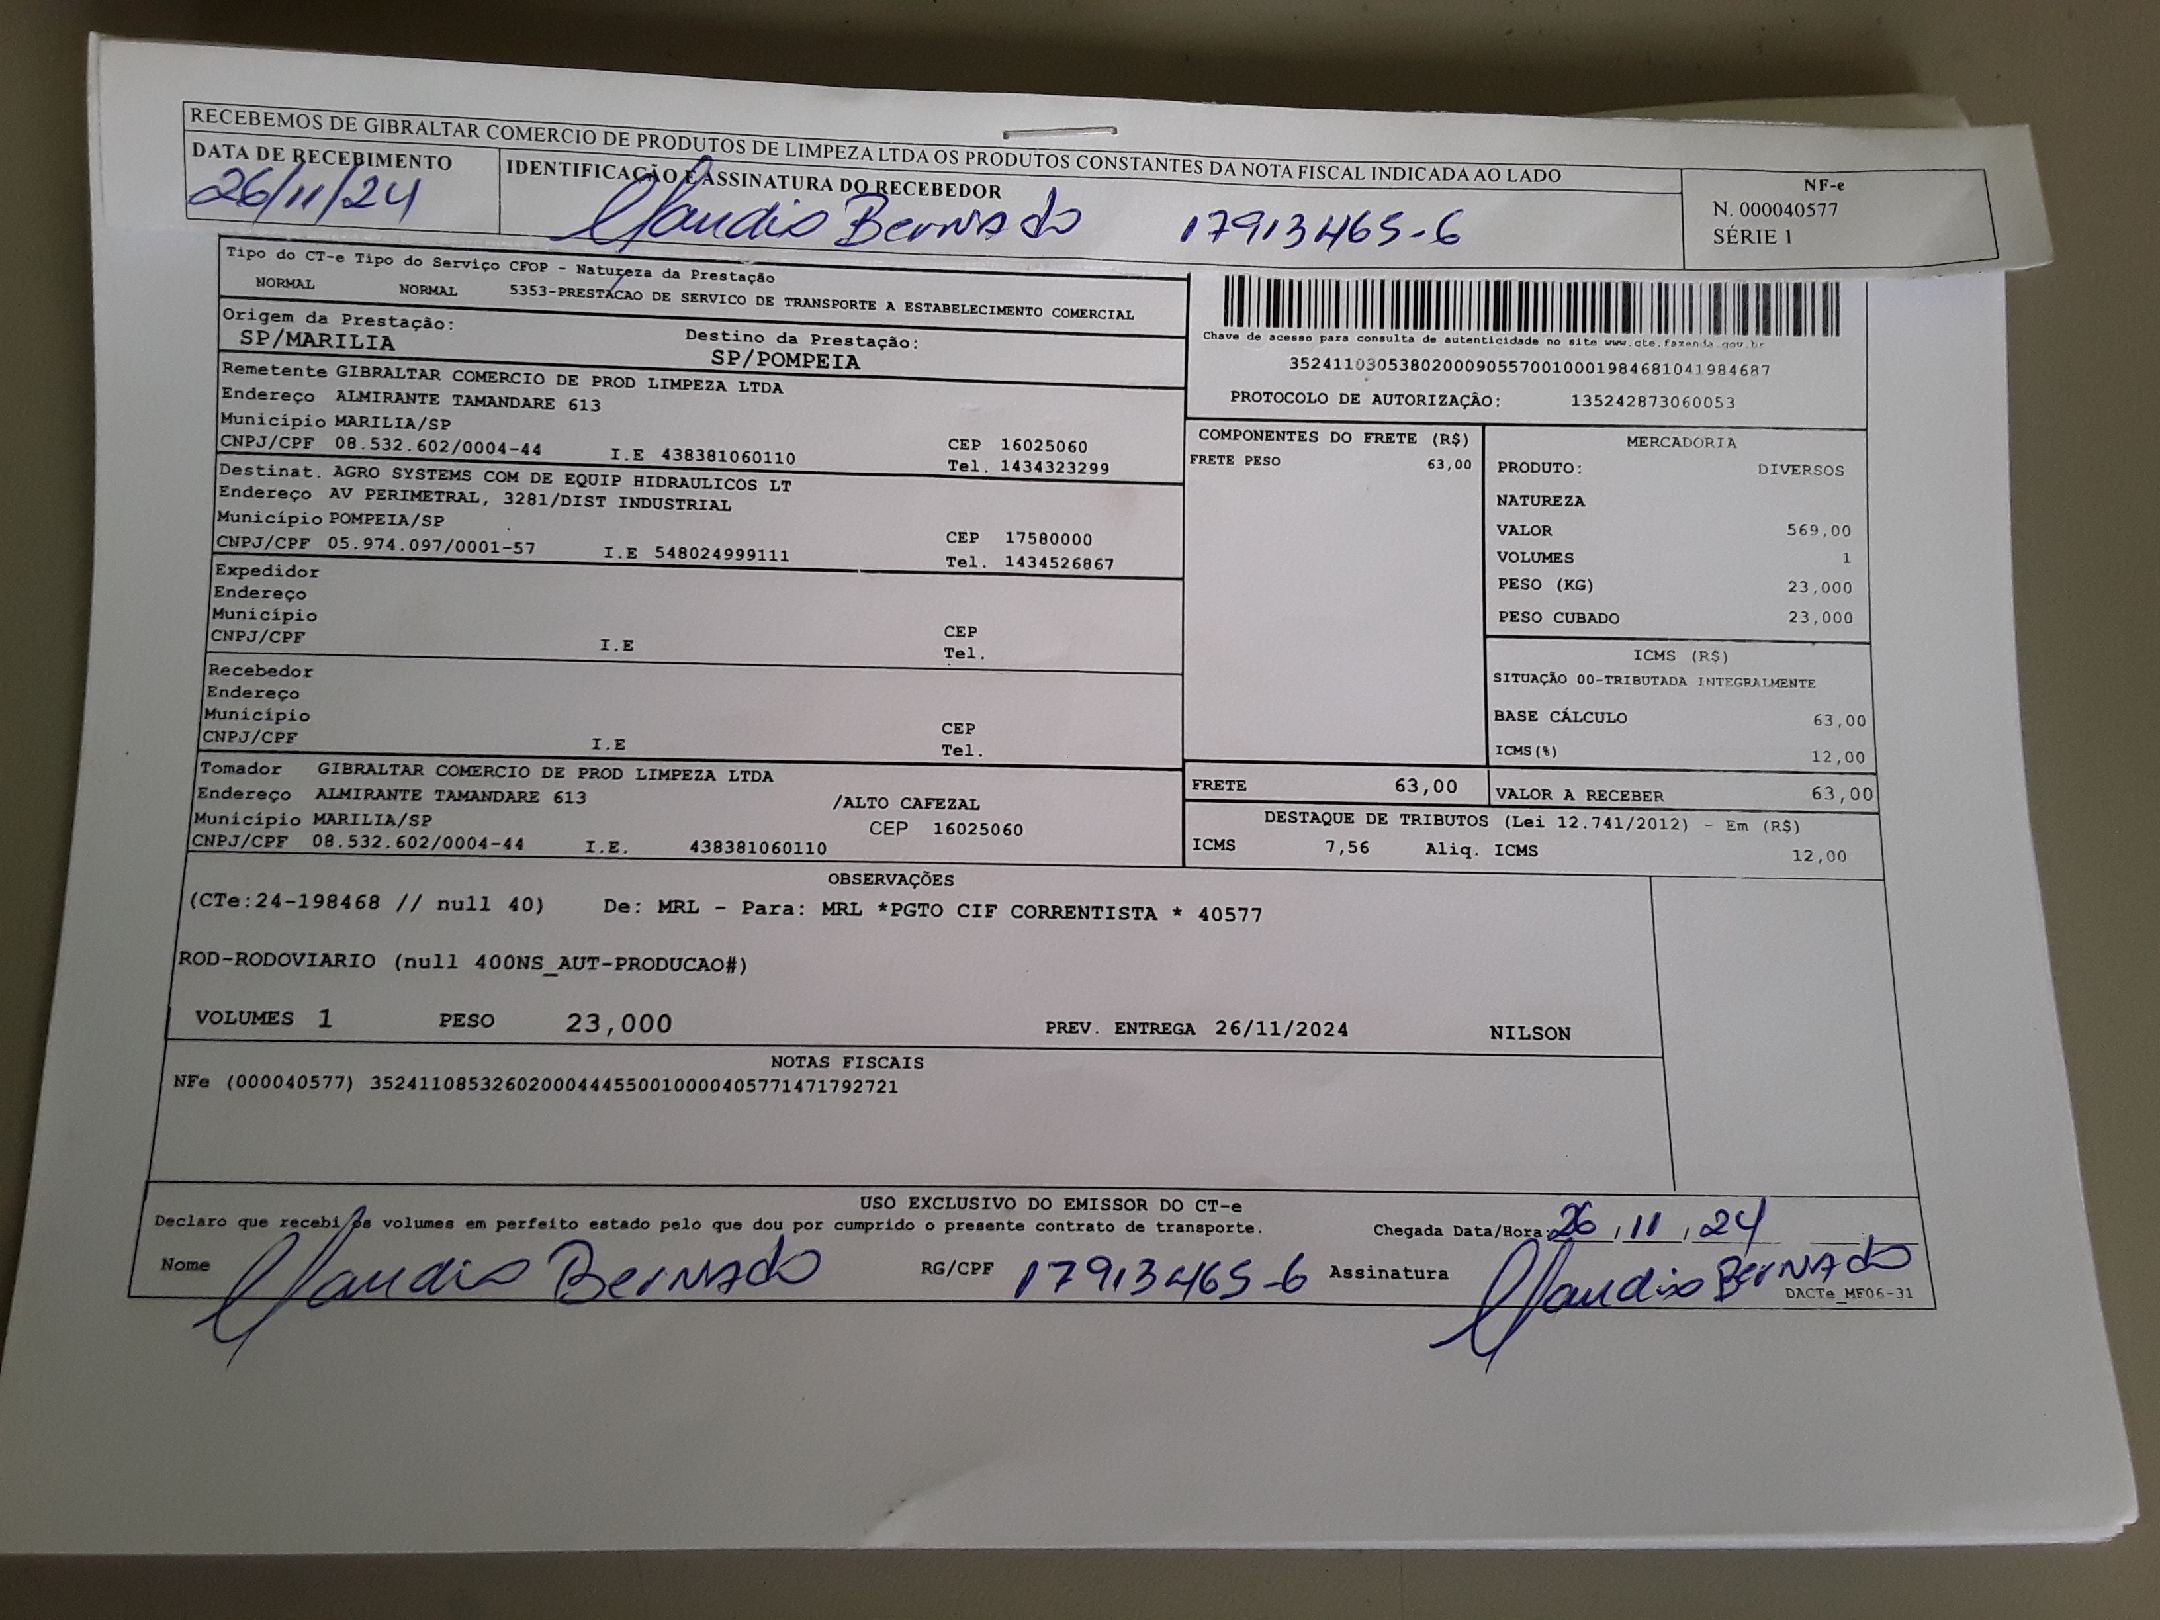 RECEBEMOS DE GIBRALTAR COMERCIO DE PRODUTOS DE LIMPEZA LTDA OS PRODUTOS CONSTANTES DA NOTA FISCAL INDICADA AO LADO
DATA DE RECEBIMENTO
26/11/24
IDENTIFICAÇÃO E ASSINATURA DO RECEBEDOR
Claudio Bernado 17913465-6
NF-e
N. 000040577
SÉRIE 1
Tipo do CT-e Tipo do Serviço CFOP - Natureza da Prestação
NORMAL NORMAL 5353-PRESTACAO DE SERVICO DE TRANSPORTE A ESTABELECIMENTO COMERCIAL
Origem da Prestação: Destino da Prestação:
SP/MARILIA SP/POMPEIA
Remetente GIBRALTAR COMERCIO DE PROD LIMPEZA LTDA
Endereço ALMIRANTE TAMANDARE 613
Município MARILIA/SP CEP 16025060
CNPJ/CPF 08.532.602/0004-44 I.E 438381060110 Tel. 1434323299
Destinat. AGRO SYSTEMS COM DE EQUIP HIDRAULICOS LT
Endereço AV PERIMETRAL, 3281/DIST INDUSTRIAL
Município POMPEIA/SP CEP 17580000
CNPJ/CPF 05.974.097/0001-57 I.E 548024999111 Tel. 1434526867
Expedidor
Endereço
Município CEP
CNPJ/CPF I.E Tel.
Recebedor
Endereço
Município CEP
CNPJ/CPF I.E Tel.
Tomador GIBRALTAR COMERCIO DE PROD LIMPEZA LTDA
Endereço ALMIRANTE TAMANDARE 613 /ALTO CAFEZAL
Município MARILIA/SP CEP 16025060
CNPJ/CPF 08.532.602/0004-44 I.E. 438381060110
Chave de acesso para consulta de autenticidade no site www.cte.fazenda.gov.br
35241103053802000905570010001984681041984687
PROTOCOLO DE AUTORIZAÇÃO: 135242873060053
COMPONENTES DO FRETE (R$)
FRETE PESO 63,00
MERCADORIA
PRODUTO: DIVERSOS
NATUREZA
VALOR 569,00
VOLUMES 1
PESO (KG) 23,000
PESO CUBADO 23,000
ICMS (R$)
SITUAÇÃO 00-TRIBUTADA INTEGRALMENTE
BASE CÁLCULO 63,00
ICMS(%) 12,00
FRETE 63,00 VALOR A RECEBER 63,00
DESTAQUE DE TRIBUTOS (Lei 12.741/2012) - Em (R$)
ICMS 7,56 Aliq. ICMS 12,00
OBSERVAÇÕES
(CTe:24-198468 // null 40) De: MRL - Para: MRL *PGTO CIF CORRENTISTA * 40577
ROD-RODOVIARIO (null 400NS_AUT-PRODUCAO#)
VOLUMES 1 PESO 23,000 PREV. ENTREGA 26/11/2024 NILSON
NOTAS FISCAIS
NFe (000040577) 35241108532602000444550010000405771471792721
USO EXCLUSIVO DO EMISSOR DO CT-e
Declaro que recebi os volumes em perfeito estado pelo que dou por cumprido o presente contrato de transporte. Chegada Data/Hora: 26/11/24
Nome Claudio Bernado RG/CPF 17913465-6 Assinatura Claudio Bernado
DACTe_MF06-31